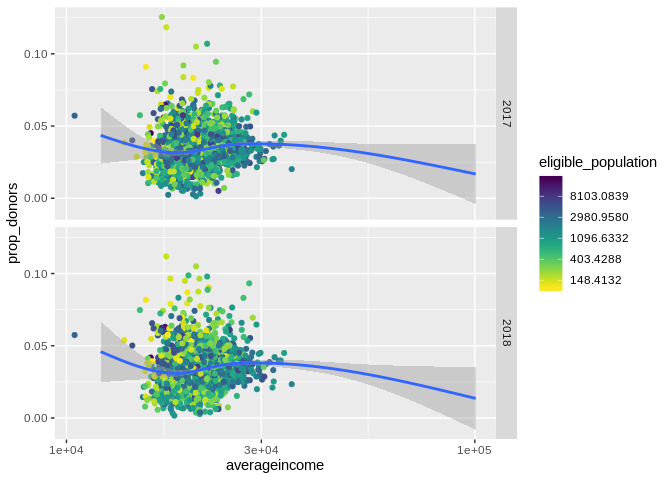 0.10
0.05
0.00
2017
0.10
0.05
0.00
2018
prop_donors
1e+04
3e+04
1e+05
averageincome
eligible_population
8103.0839
2980.9580
1096.6332
403.4288
148.4132